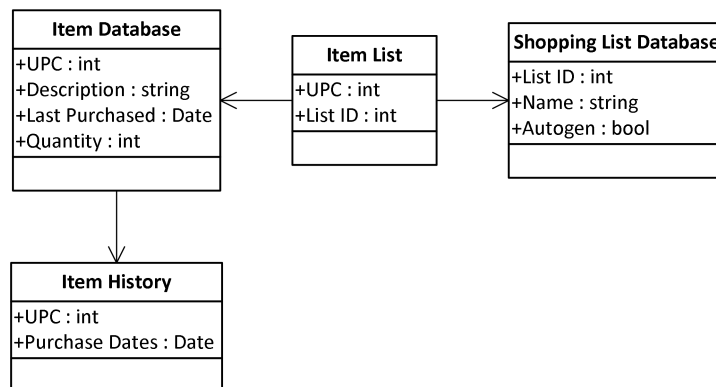 Item Database
+UPC : int
+Description : string
+Last Purchased : Date
+Quantity : int
Item List
+UPC : int
+List ID : int
Shopping List Database
+List ID : int
+Name : string
+Autogen : bool
Item History
+UPC : int
+Purchase Dates : Date